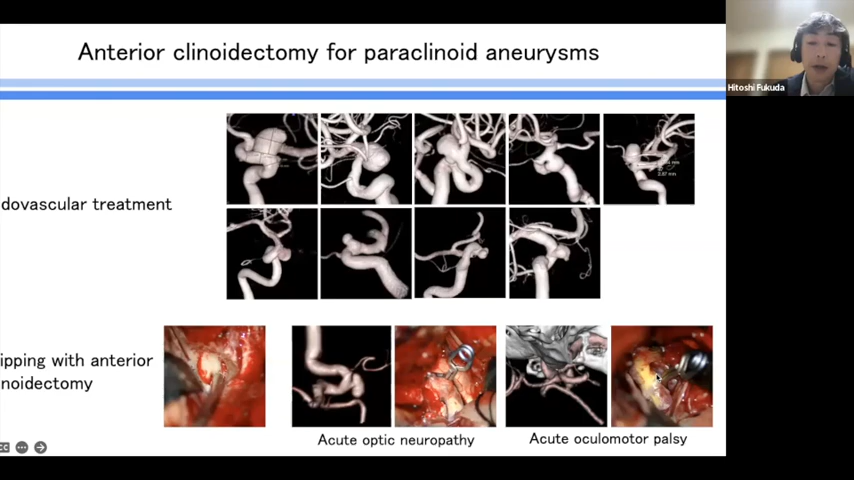 Anterior clinoidectomy for paraclinoid aneurysms
Hitoshi Fukuda
dovascular treatment
ipping with anterior
noidectomy
Acute optic neuropathy
Acute oculomotor palsy